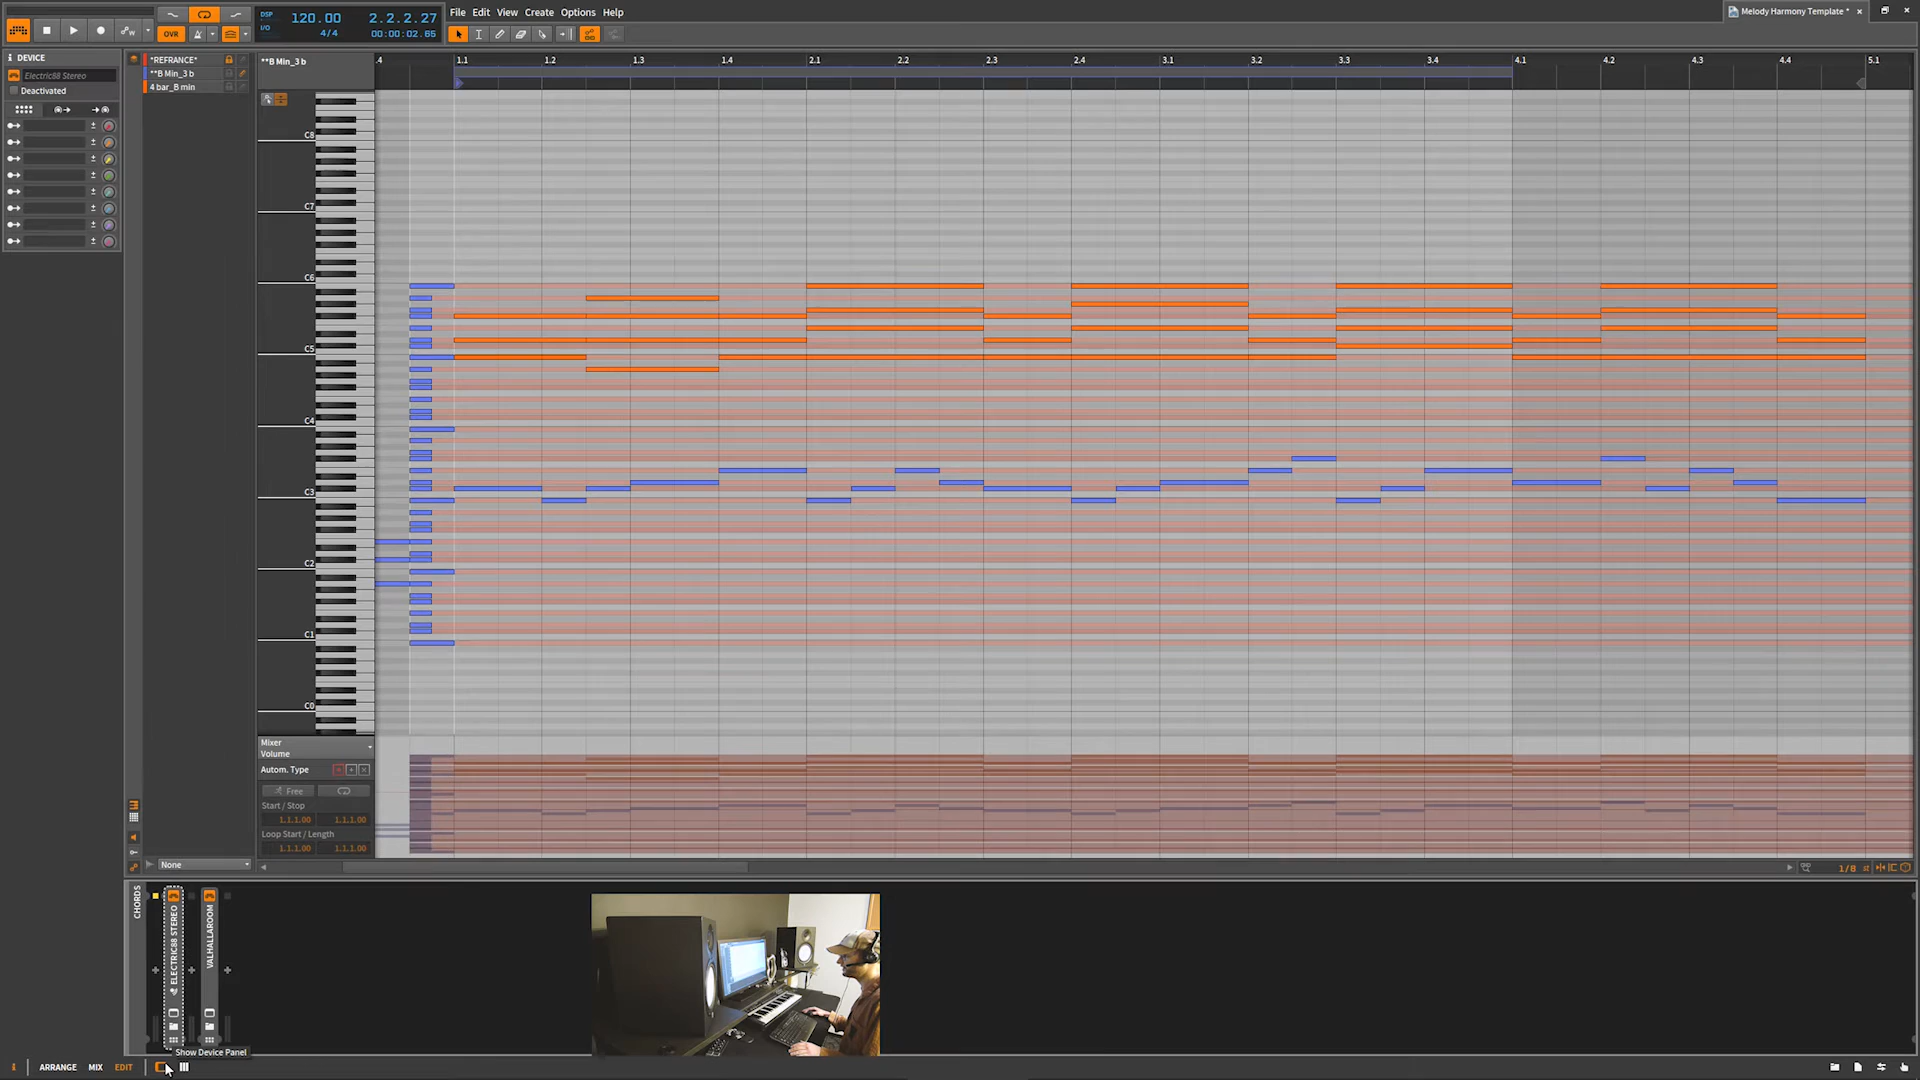 DSP
I/O
120.00
4/4
2.2.2.27
00:00:02.65
File Edit View Create Options Help
Melody Harmony Template *
OVR
DEVICE
Electric88 Stereo
Deactivated
*REFRANCE*
**B Min_3 b
4 bar_B min
**B Min_3 b
.4 1.1 1.2 1.3 1.4 2.1 2.2 2.3 2.4 3.1 3.2 3.3 3.4 4.1 4.2 4.3 4.4 5.1
C8
C7
C6
C5
C4
C3
C2
C1
C0
Mixer
Volume
Autom. Type
Free
Start / Stop
1.1.1.00 1.1.1.00
Loop Start / Length
1.1.1.00 1.1.1.00
None
1/8
CHORDS
ELECTRIC88 STEREO
VALHALLAROOM
Show Device Panel
ARRANGE MIX EDIT